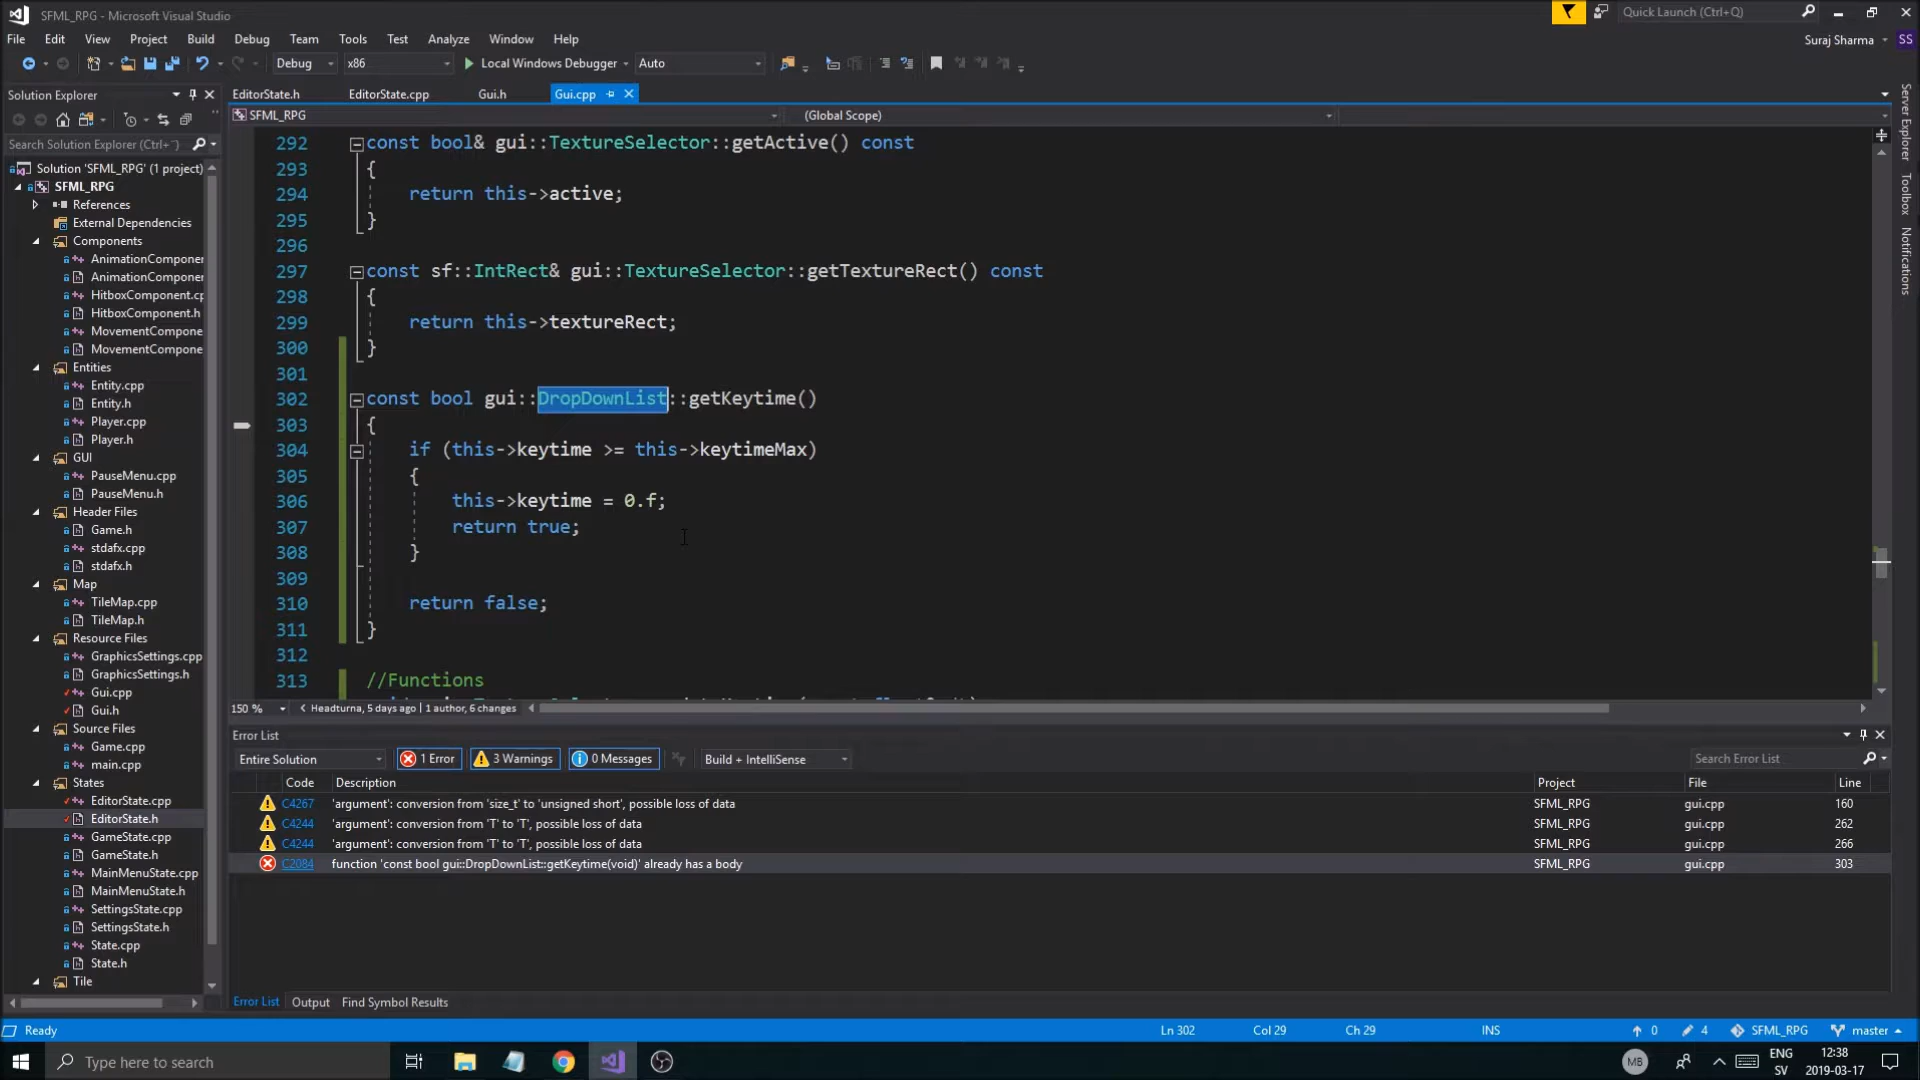 SFML_RPG - Microsoft Visual Studio
Quick Launch (Ctrl+Q)
File Edit View Project Build Debug Team Tools Test Analyze Window Help
Suraj Sharma SS
Debug x86 Local Windows Debugger Auto
Solution Explorer
EditorState.h EditorState.cpp Gui.h Gui.cpp
SFML_RPG (Global Scope)
Search Solution Explorer (Ctrl+
Solution 'SFML_RPG' (1 project)
SFML_RPG
References
External Dependencies
Components
AnimationComponer
AnimationComponer
HitboxComponent.cp
HitboxComponent.h
MovementCompone
MovementCompone
Entities
Entity.cpp
Entity.h
Player.cpp
Player.h
GUI
PauseMenu.cpp
PauseMenu.h
Header Files
Game.h
stdafx.cpp
stdafx.h
Map
TileMap.cpp
TileMap.h
Resource Files
GraphicsSettings.cpp
GraphicsSettings.h
Gui.cpp
Gui.h
Source Files
Game.cpp
main.cpp
States
EditorState.cpp
EditorState.h
GameState.cpp
GameState.h
MainMenuState.cpp
MainMenuState.h
SettingsState.cpp
SettingsState.h
State.cpp
State.h
Tile
292 const bool& gui::TextureSelector::getActive() const
293 {
294 return this->active;
295 }
296
297 const sf::IntRect& gui::TextureSelector::getTextureRect() const
298 {
299 return this->textureRect;
300 }
301
302 const bool gui::DropDownList::getKeytime()
303 {
304 if (this->keytime >= this->keytimeMax)
305 {
306 this->keytime = 0.f;
307 return true;
308 }
309
310 return false;
311 }
312
313 //Functions
150 % Headturna, 5 days ago | 1 author, 6 changes
Error List
Entire Solution 1 Error 3 Warnings 0 Messages Build + IntelliSense Search Error List
Code Description Project File Line
C4267 'argument': conversion from 'size_t' to 'unsigned short', possible loss of data SFML_RPG gui.cpp 160
C4244 'argument': conversion from 'T' to 'T', possible loss of data SFML_RPG gui.cpp 262
C4244 'argument': conversion from 'T' to 'T', possible loss of data SFML_RPG gui.cpp 266
C2084 function 'const bool gui::DropDownList::getKeytime(void)' already has a body SFML_RPG gui.cpp 303
Error List Output Find Symbol Results
Server Explorer
Toolbox
Notifications
Ready Ln 302 Col 29 Ch 29 INS 0 4 SFML_RPG master
Type here to search
MB
ENG
SV
12:38
2019-03-17